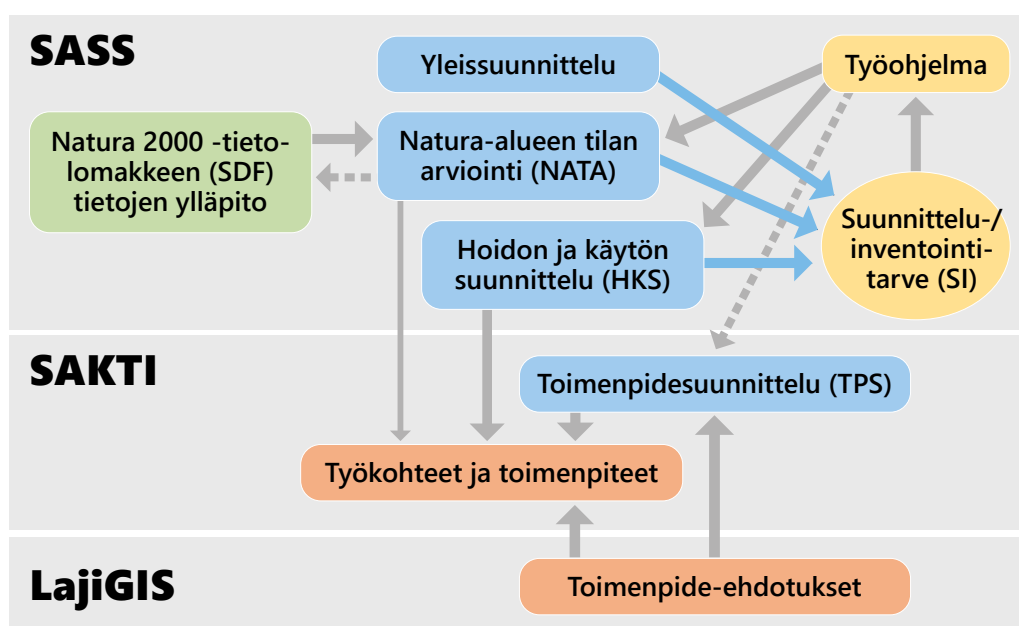 SASS
Yleissuunnittelu
Työohjelma
Natura 2000 -tieto-
lomakkeen (SDF)
tietojen ylläpito
Natura-alueen tilan
arviointi (NATA)
Hoidon ja käytön
suunnittelu (HKS)
Suunnittelu-/
inventointi-
tarve (SI)
SAKTI
Toimenpidesuunnittelu (TPS)
Työkohteet ja toimenpiteet
LajiGIS
Toimenpide-ehdotukset